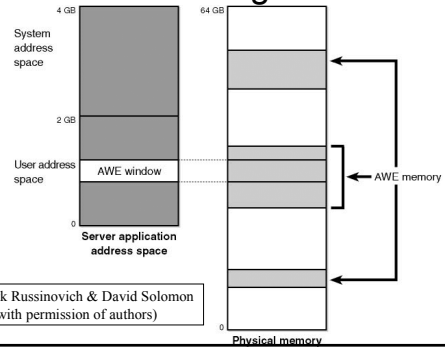 4 GB
System
address
space
2 GB
User address
space
AWE window
0
Server application
address space
64 GB
AWE memory
0
Physical memory
k Russinovich & David Solomon
with permission of authors)